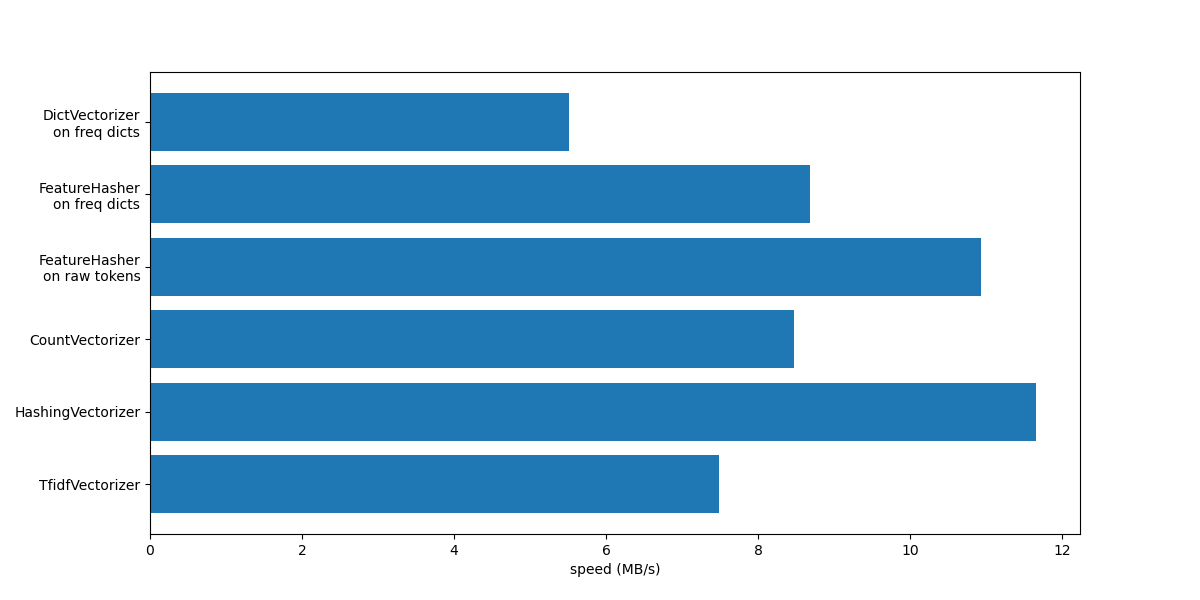 DictVectorizer
on freq dicts
FeatureHasher
on freq dicts
FeatureHasher
on raw tokens
CountVectorizer
HashingVectorizer
TfidfVectorizer
0 2 4 6 8 10 12
speed (MB/s)